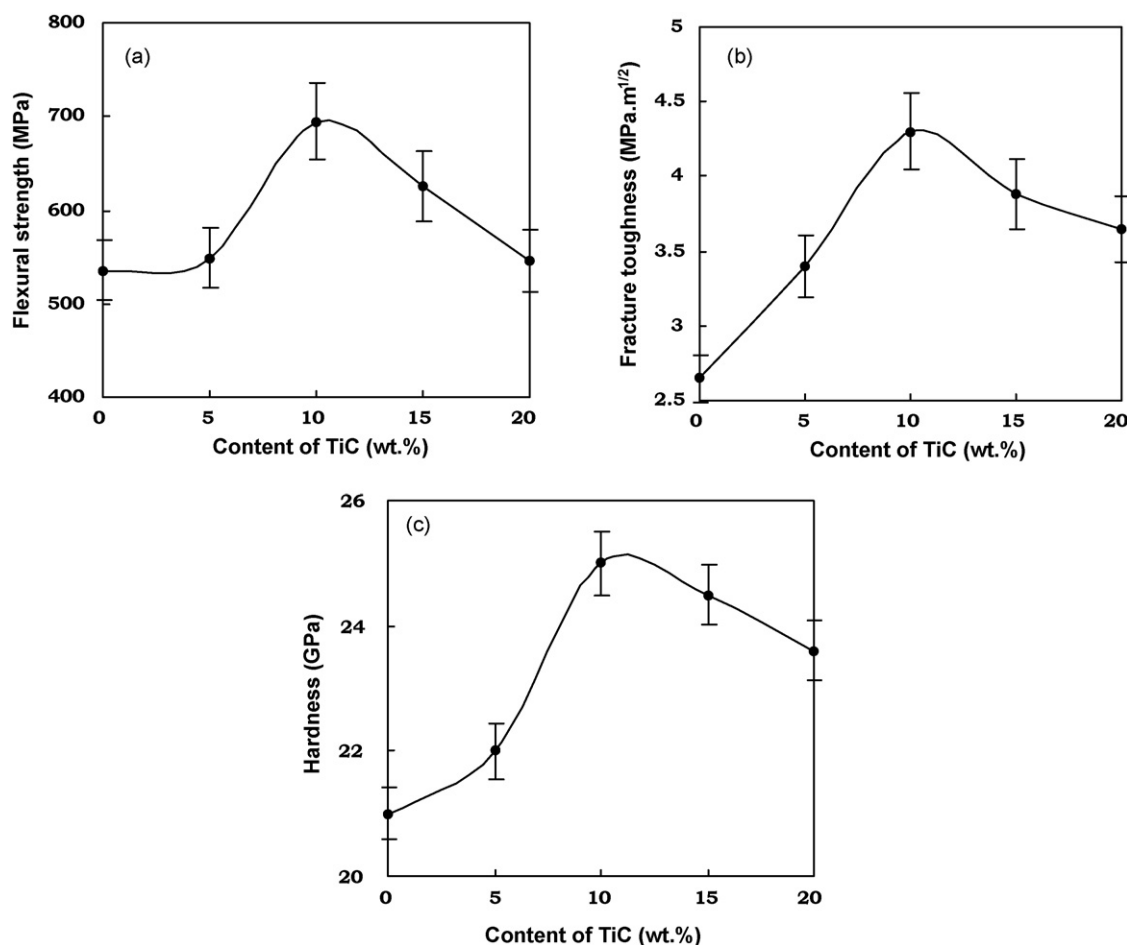 (a)
Flexural strength (MPa)
800
700
600
500
400
0 5 10 15 20
Content of TiC (wt.%)
(b)
Fracture toughness (MPa.m1/2)
5
4.5
4
3.5
3
2.5
0 5 10 15 20
Content of TiC (wt.%)
(c)
Hardness (GPa)
26
24
22
20
0 5 10 15 20
Content of TiC (wt.%)